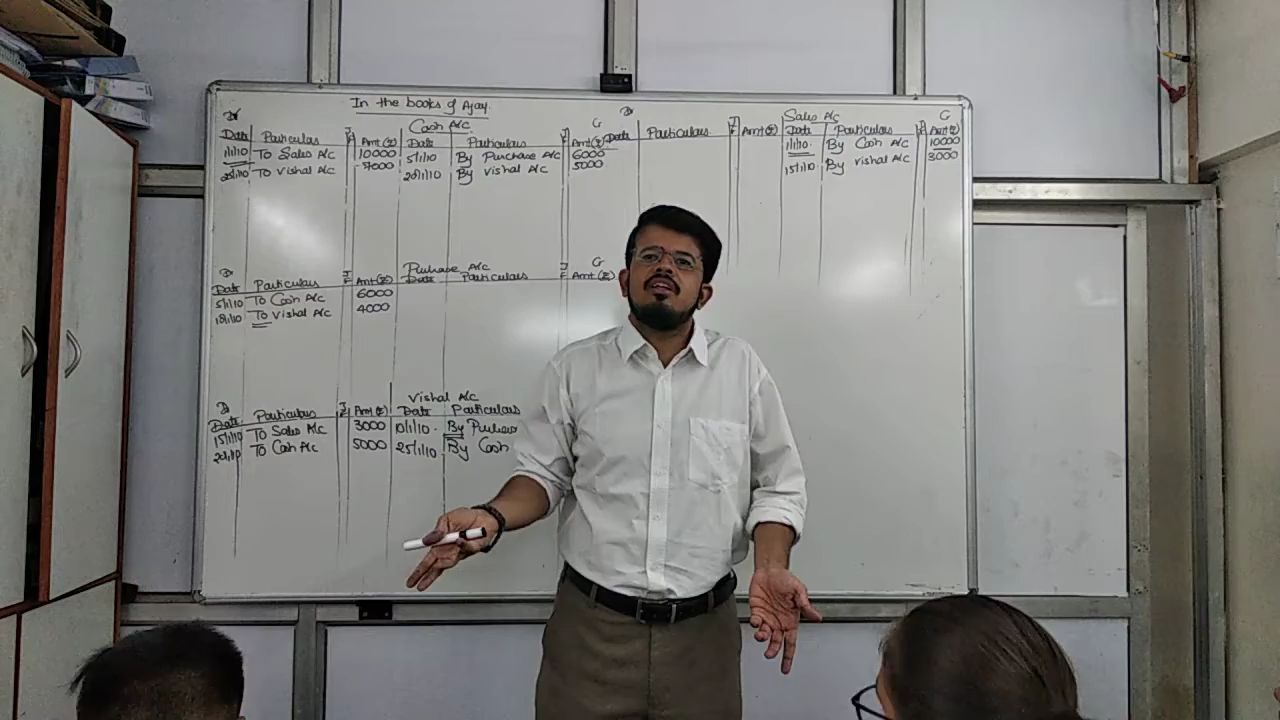 In the books of Ajay
Dr Cash A/c Cr
Date Particulars J F Amt (₹) Date Particulars J F Amt (₹)
1/1/10 To Sales A/c 10000 5/1/10 By Purchase A/c 6000
25/1/10 To Vishal A/c 7000 20/1/10 By Vishal A/c 5000
Dr Sales A/c Cr
Date Particulars J F Amt (₹) Date Particulars J F Amt (₹)
1/1/10 By Cash A/c 10000
15/1/10 By Vishal A/c 3000
Dr Puchase A/c Cr
Date Particulars J F Amt (₹) Date Particulars J F Amt (₹)
5/1/10 To Cash A/c 6000
10/1/10 To Vishal A/c 4000
Dr Vishal A/c
Date Particulars J F Amt (₹) Date Particulars
15/1/10 To Sales A/c 3000 10/1/10 By
20/1/10 To Cash A/c 5000 25/1/10 By Cash